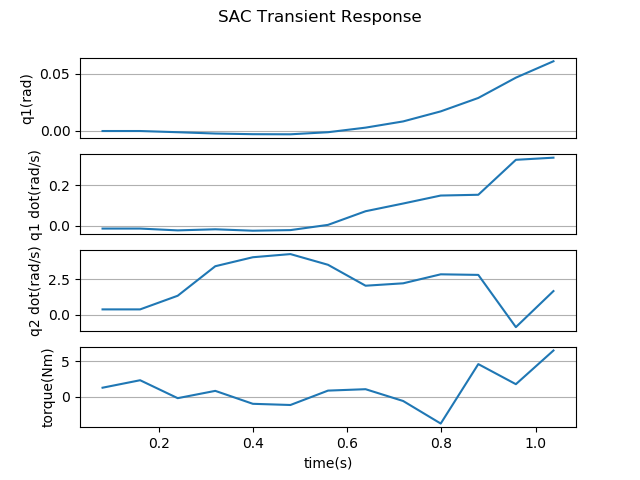 SAC Transient Response
q1(rad)
0.05
0.00
q1 dot(rad/s)
0.2
0.0
q2 dot(rad/s)
2.5
0.0
torque(Nm)
5
0
0.2 0.4 0.6 0.8 1.0
time(s)